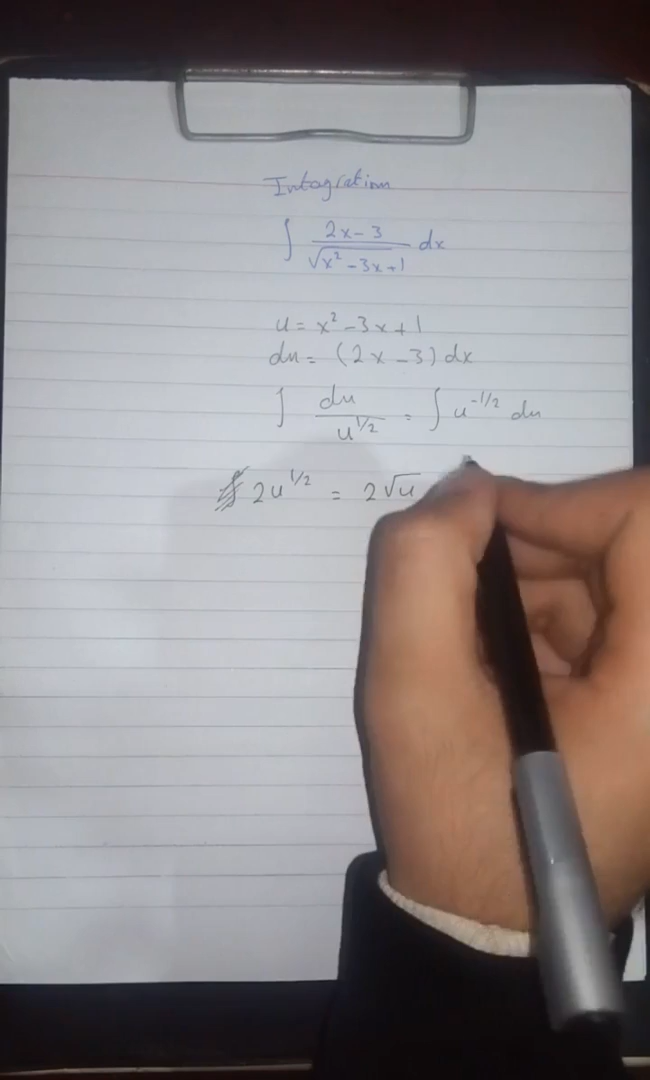 Integration
∫ (2x-3)/√(x²-3x+1) dx
u = x²-3x+1
du = (2x-3)dx
∫ du/u^1/2 = ∫ u^-1/2 du
2u^1/2 = 2√u